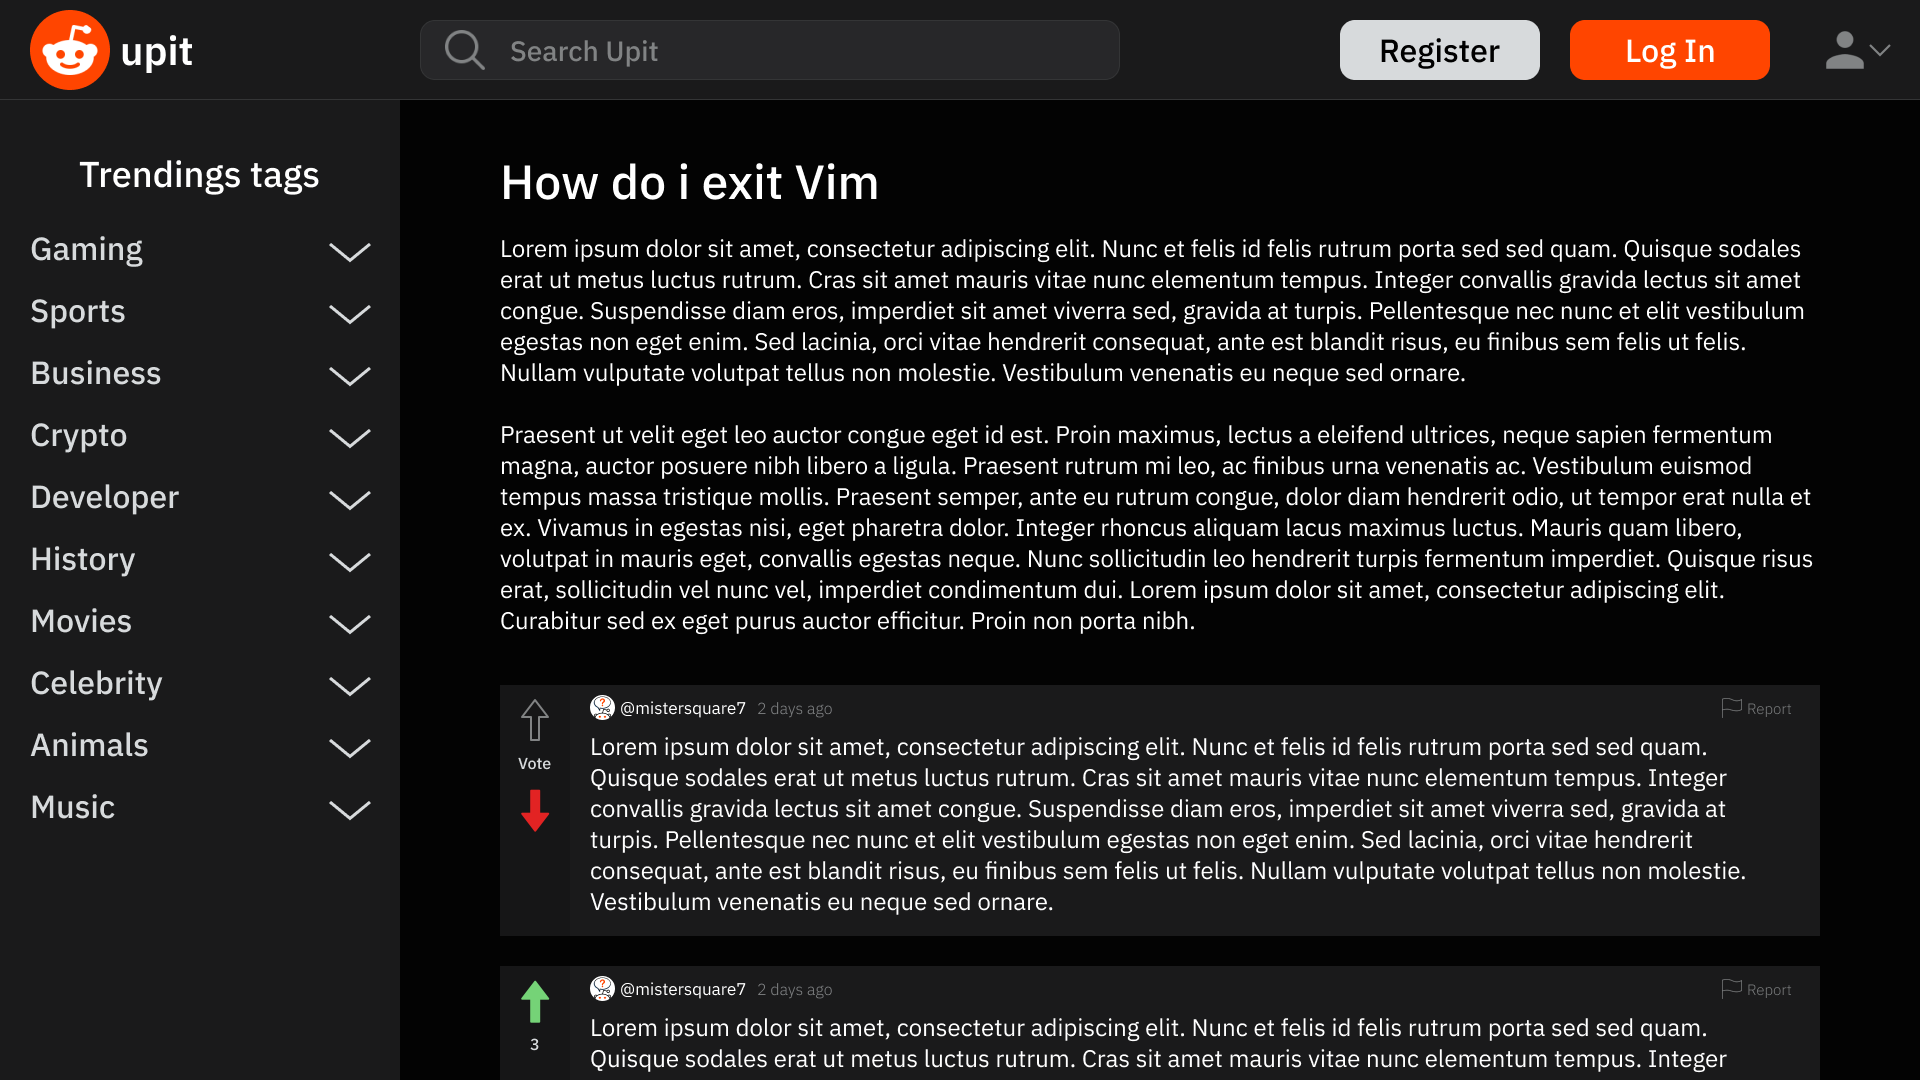 upit
Search Upit
Register
Log In
Trendings tags
Gaming
Sports
Business
Crypto
Developer
History
Movies
Celebrity
Animals
Music
How do i exit Vim
Lorem ipsum dolor sit amet, consectetur adipiscing elit. Nunc et felis id felis rutrum porta sed sed quam. Quisque sodales
erat ut metus luctus rutrum. Cras sit amet mauris vitae nunc elementum tempus. Integer convallis gravida lectus sit amet
congue. Suspendisse diam eros, imperdiet sit amet viverra sed, gravida at turpis. Pellentesque nec nunc et elit vestibulum
egestas non eget enim. Sed lacinia, orci vitae hendrerit consequat, ante est blandit risus, eu finibus sem felis ut felis.
Nullam vulputate volutpat tellus non molestie. Vestibulum venenatis eu neque sed ornare.
Praesent ut velit eget leo auctor congue eget id est. Proin maximus, lectus a eleifend ultrices, neque sapien fermentum
magna, auctor posuere nibh libero a ligula. Praesent rutrum mi leo, ac finibus urna venenatis ac. Vestibulum euismod
tempus massa tristique mollis. Praesent semper, ante eu rutrum congue, dolor diam hendrerit odio, ut tempor erat nulla et
ex. Vivamus in egestas nisi, eget pharetra dolor. Integer rhoncus aliquam lacus maximus luctus. Mauris quam libero,
volutpat in mauris eget, convallis egestas neque. Nunc sollicitudin leo hendrerit turpis fermentum imperdiet. Quisque risus
erat, sollicitudin vel nunc vel, imperdiet condimentum dui. Lorem ipsum dolor sit amet, consectetur adipiscing elit.
Curabitur sed ex eget purus auctor efficitur. Proin non porta nibh.
@mistersquare7 2 days ago Report
Vote
Lorem ipsum dolor sit amet, consectetur adipiscing elit. Nunc et felis id felis rutrum porta sed sed quam.
Quisque sodales erat ut metus luctus rutrum. Cras sit amet mauris vitae nunc elementum tempus. Integer
convallis gravida lectus sit amet congue. Suspendisse diam eros, imperdiet sit amet viverra sed, gravida at
turpis. Pellentesque nec nunc et elit vestibulum egestas non eget enim. Sed lacinia, orci vitae hendrerit
consequat, ante est blandit risus, eu finibus sem felis ut felis. Nullam vulputate volutpat tellus non molestie.
Vestibulum venenatis eu neque sed ornare.
@mistersquare7 2 days ago Report
3
Lorem ipsum dolor sit amet, consectetur adipiscing elit. Nunc et felis id felis rutrum porta sed sed quam.
Quisque sodales erat ut metus luctus rutrum. Cras sit amet mauris vitae nunc elementum tempus. Integer